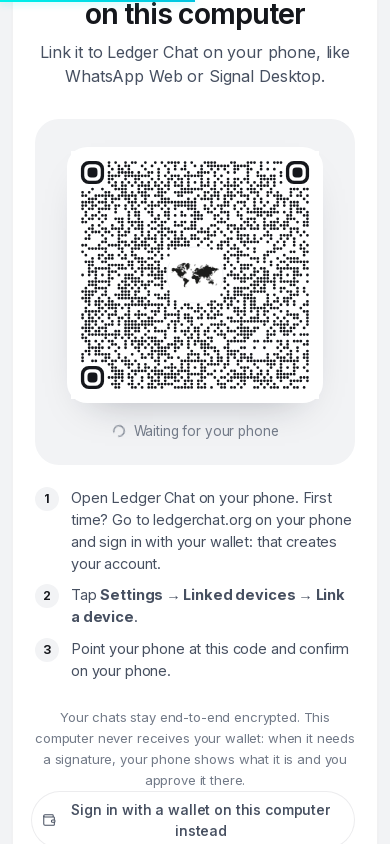 on this computer
Link it to Ledger Chat on your phone, like
WhatsApp Web or Signal Desktop.
Waiting for your phone
1 Open Ledger Chat on your phone. First
time? Go to ledgerchat.org on your phone
and sign in with your wallet: that creates
your account.
2 Tap Settings → Linked devices → Link
a device.
3 Point your phone at this code and confirm
on your phone.
Your chats stay end-to-end encrypted. This
computer never receives your wallet: when it needs
a signature, your phone shows what it is and you
approve it there.
Sign in with a wallet on this computer
instead